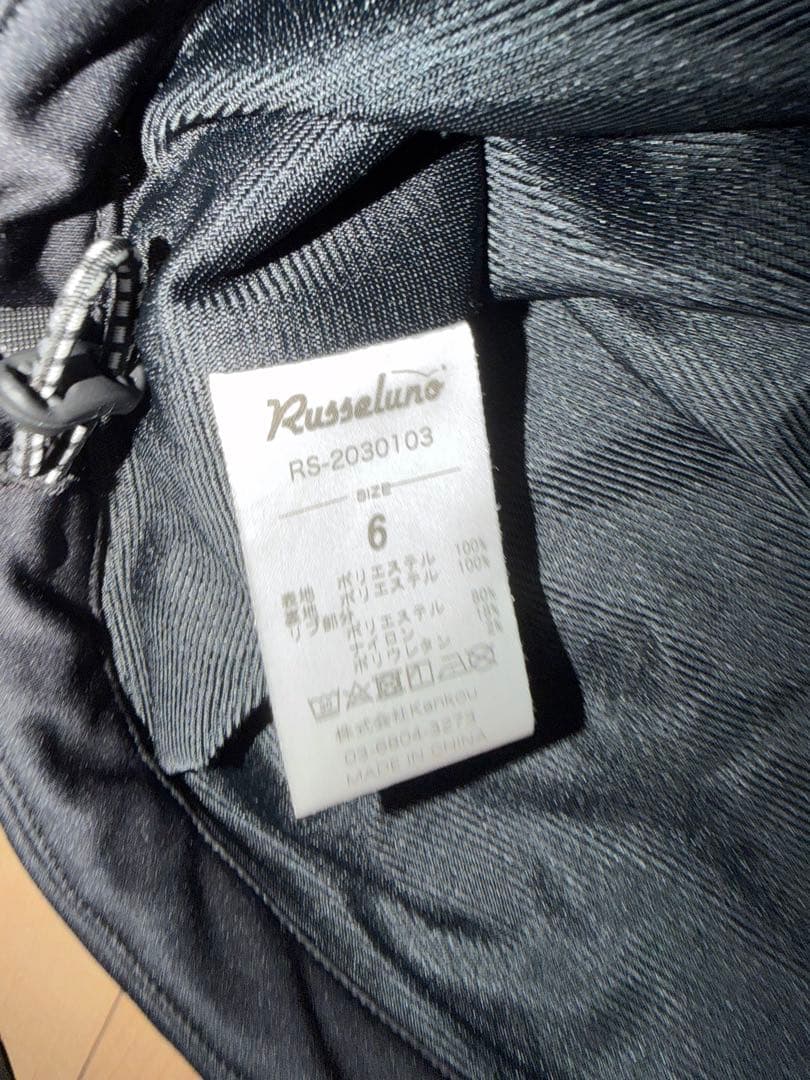 Russeluno
RS-2030103
SIZE
6
表地 ポリエステル 100%
裏地 ポリエステル 100%
リブ部分 ポリエステル 80%
ナイロン 18%
ポリウレタン 2%
株式会社Kankou
03-6804-3273
MADE IN CHINA